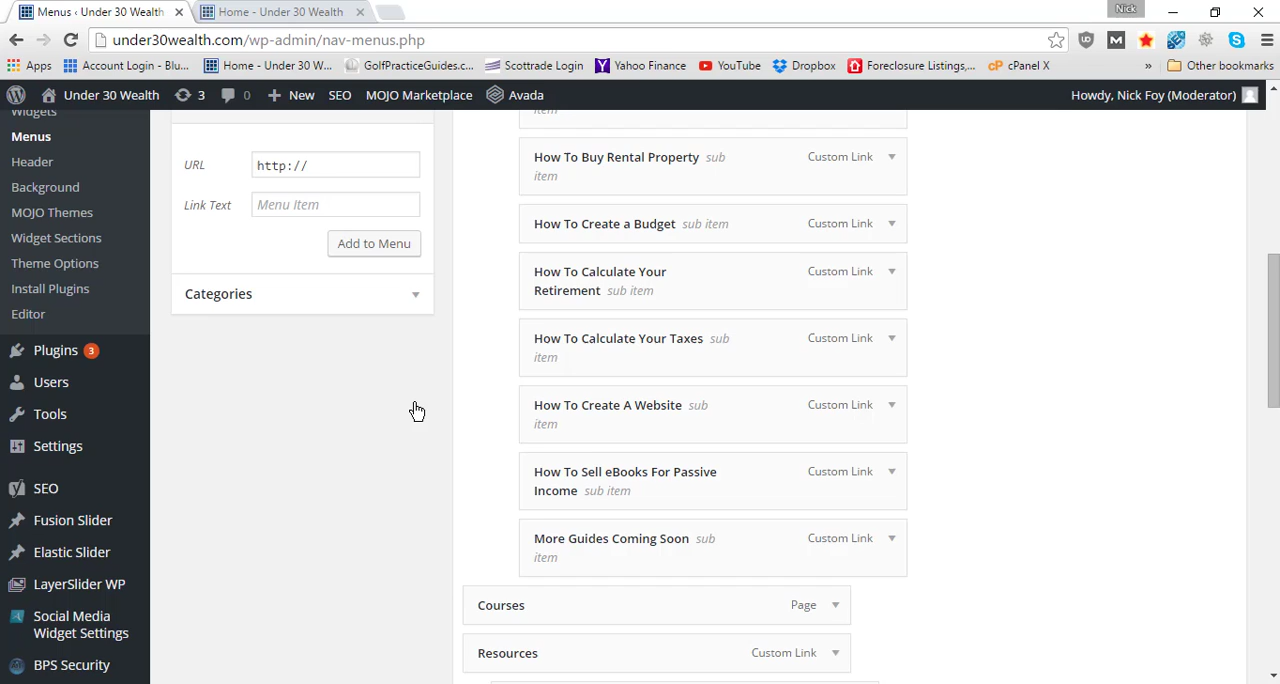 Menus ‹ Under 30 Wealth
Home - Under 30 Wealth
Nick
under30wealth.com/wp-admin/nav-menus.php
Apps
Account Login - Blu...
Home - Under 30 W...
GolfPracticeGuides.c...
Scottrade Login
Yahoo Finance
YouTube
Dropbox
Foreclosure Listings,...
cP cPanel X
»
Other bookmarks
Under 30 Wealth
3
0
+ New
SEO
MOJO Marketplace
Avada
Howdy, Nick Foy (Moderator)
Widgets
Menus
Header
Background
MOJO Themes
Widget Sections
Theme Options
Install Plugins
Editor
Plugins 3
Users
Tools
Settings
SEO
Fusion Slider
Elastic Slider
LayerSlider WP
Social Media
Widget Settings
BPS Security
URL
http://
Link Text
Menu Item
Add to Menu
Categories
item
How To Buy Rental Property sub
item
Custom Link
How To Create a Budget sub item
Custom Link
How To Calculate Your
Retirement sub item
Custom Link
How To Calculate Your Taxes sub
item
Custom Link
How To Create A Website sub
item
Custom Link
How To Sell eBooks For Passive
Income sub item
Custom Link
More Guides Coming Soon sub
item
Custom Link
Courses
Page
Resources
Custom Link